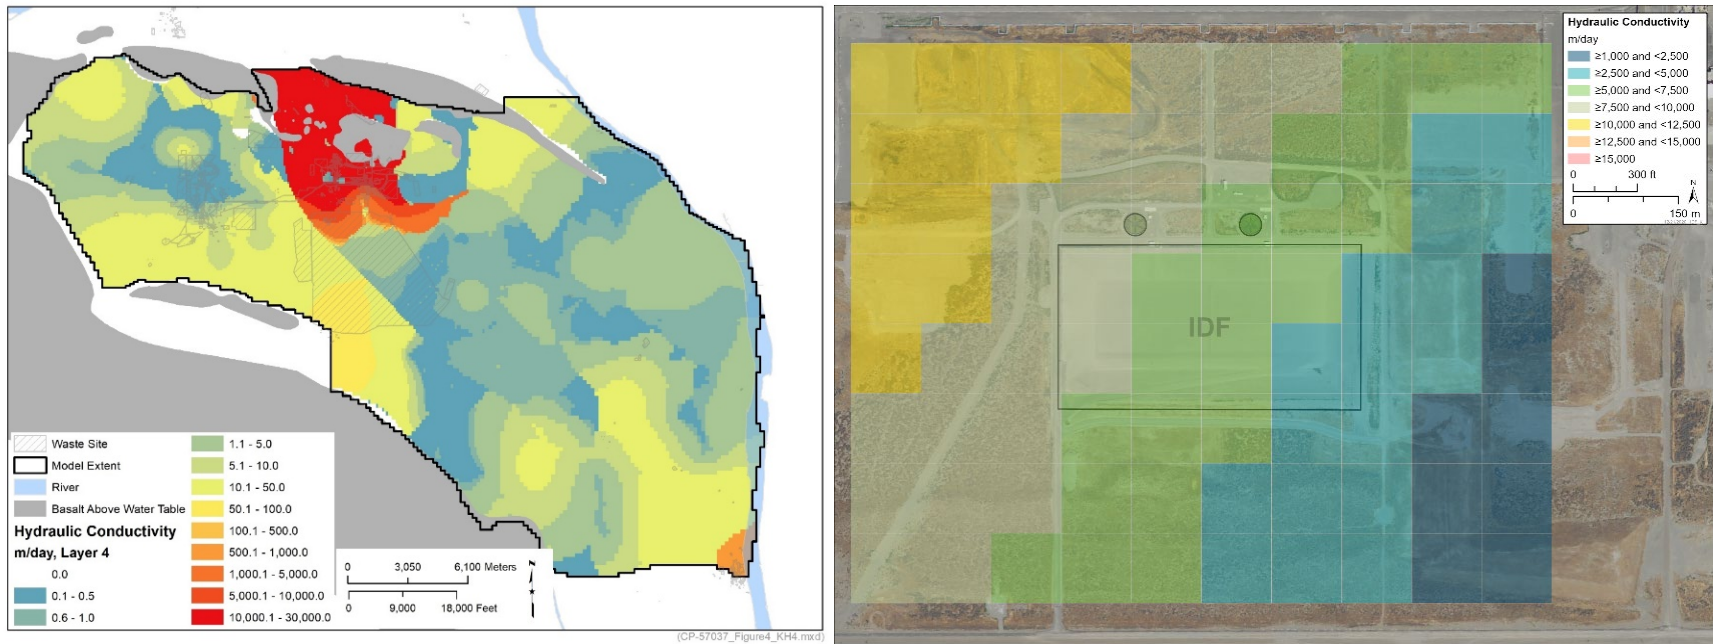 Waste Site
Model Extent
River
Basalt Above Water Table
Hydraulic Conductivity
m/day, Layer 4
0.0
0.1 - 0.5
0.6 - 1.0
1.1 - 5.0
5.1 - 10.0
10.1 - 50.0
50.1 - 100.0
100.1 - 500.0
500.1 - 1,000.0
1,000.1 - 5,000.0
5,000.1 - 10,000.0
10,000.1 - 30,000.0
0 3,050 6,100 Meters
N
0 9,000 18,000 Feet
(CP-57037_Figure4_KH4.mxd)
IDF
Hydraulic Conductivity
m/day
≥1,000 and <2,500
≥2,500 and <5,000
≥5,000 and <7,500
≥7,500 and <10,000
≥10,000 and <12,500
≥12,500 and <15,000
≥15,000
0 300 ft
N
0 150 m